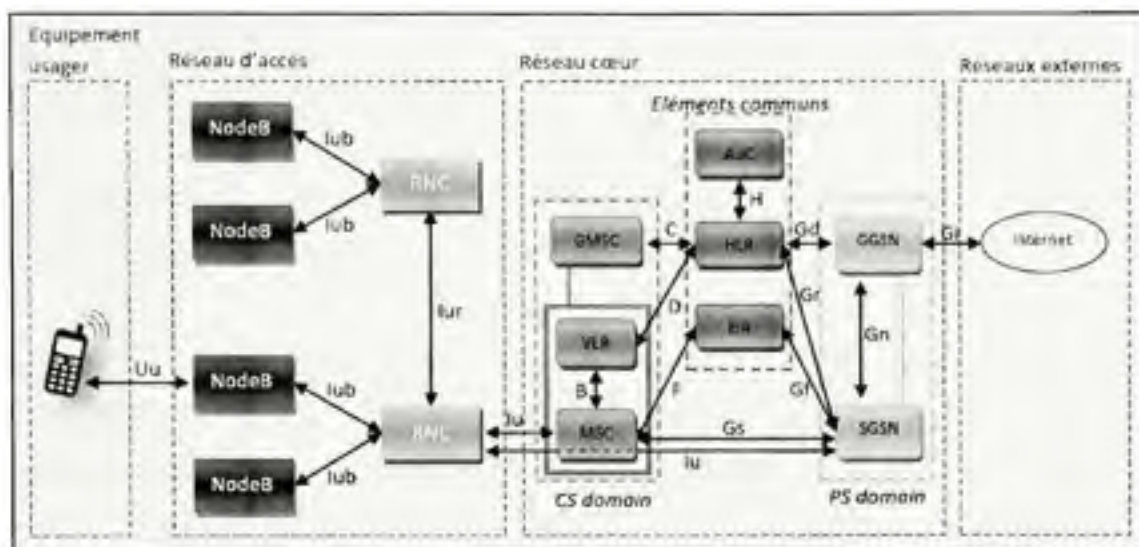 Equipement
usager
Réseau d'accès
Réseau cœur
Réseaux externes
Eléments communs
NodeB
Iub
RNC
AuC
H
NodeB
Iub
GMSC
C
HLR
Gd
GGSN
Internet
Iur
D
Gr
Gn
VLR
B
F
Gf
Uu
NodeB
Iub
RNC
Iu
MSC
Gs
SGSN
Iu
NodeB
Iub
CS domain
PS domain